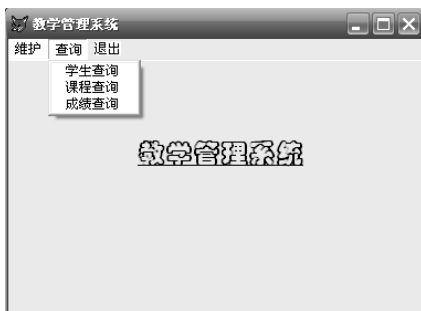 教学管理系统
维护 查询 退出
学生查询
课程查询
成绩查询
教学管理系统